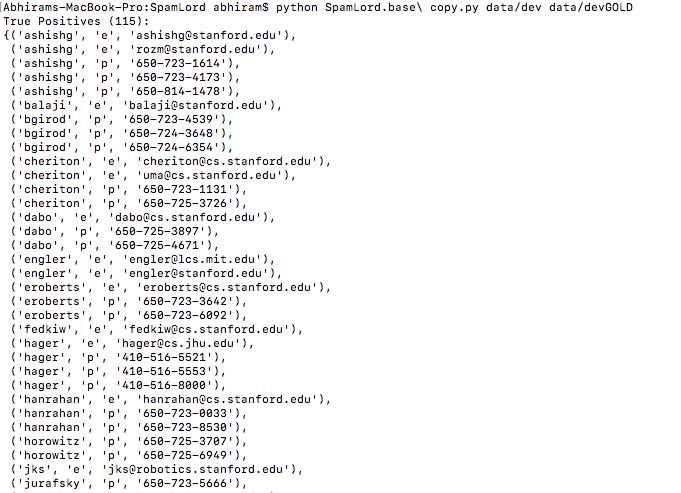 [Abhirams-MacBook-Pro:SpamLord abhiram$ python SpamLord.base\ copy.py data/dev data/devGOLD
True Positives (115):
{('ashishg', 'e', 'ashishg@stanford.edu'),
('ashishg', 'e', 'rozm@stanford.edu'),
('ashishg', 'p', '650-723-1614'),
('ashishg', 'p', '650-723-4173'),
('ashishg', 'p', '650-814-1478'),
('balaji', 'e', 'balaji@stanford.edu'),
('bgirod', 'p', '650-723-4539'),
('bgirod', 'p', '650-724-3648'),
('bgirod', 'p', '650-724-6354'),
('cheriton', 'e', 'cheriton@cs.stanford.edu'),
('cheriton', 'e', 'uma@cs.stanford.edu'),
('cheriton', 'p', '650-723-1131'),
('cheriton', 'p', '650-725-3726'),
('dabo', 'e', 'dabo@cs.stanford.edu'),
('dabo', 'p', '650-725-3897'),
('dabo', 'p', '650-725-4671'),
('engler', 'e', 'engler@lcs.mit.edu'),
('engler', 'e', 'engler@stanford.edu'),
('eroberts', 'e', 'eroberts@cs.stanford.edu'),
('eroberts', 'p', '650-723-3642'),
('eroberts', 'p', '650-723-6092'),
('fedkiw', 'e', 'fedkiw@cs.stanford.edu'),
('hager', 'e', 'hager@cs.jhu.edu'),
('hager', 'p', '410-516-5521'),
('hager', 'p', '410-516-5553'),
('hager', 'p', '410-516-8000'),
('hanrahan', 'e', 'hanrahan@cs.stanford.edu'),
('hanrahan', 'p', '650-723-0033'),
('hanrahan', 'p', '650-723-8530'),
('horowitz', 'p', '650-725-3707'),
('horowitz', 'p', '650-725-6949'),
('jks', 'e', 'jks@robotics.stanford.edu'),
('jurafsky', 'p', '650-723-5666'),